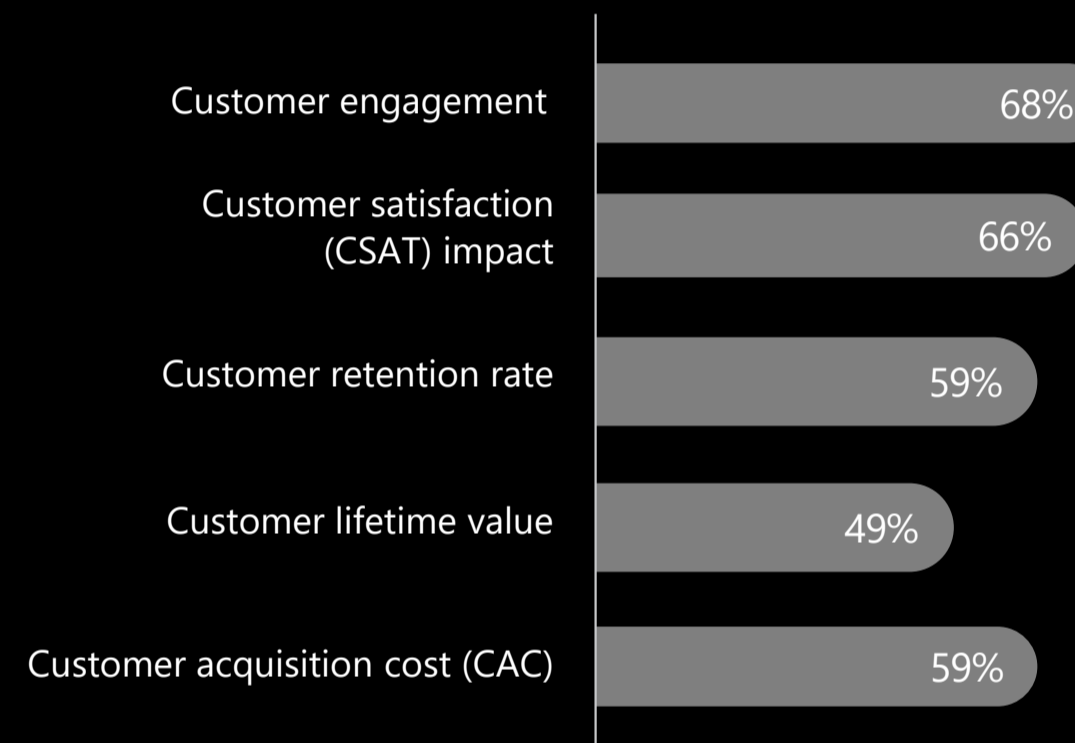 Customer engagement 68%
Customer satisfaction
(CSAT) impact 66%
Customer retention rate 59%
Customer lifetime value 49%
Customer acquisition cost (CAC) 59%